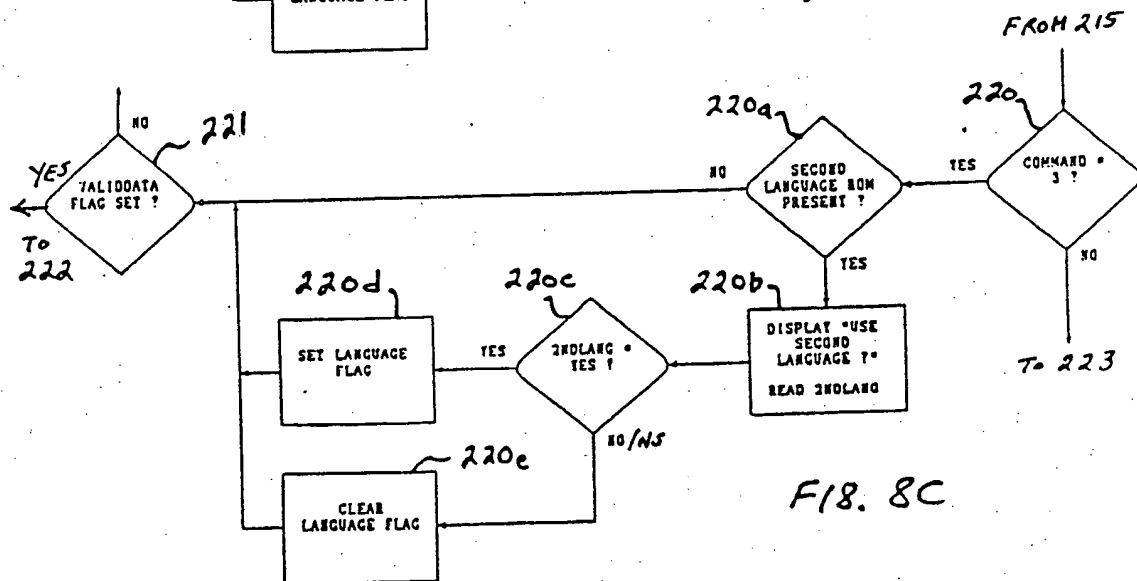 FROM 215
220a
220
221
NO
YES
VALIDDATA
FLAG SET ?
TO
222
NO
SECOND
LANGUAGE ROM
PRESENT ?
YES
COMMAND =
3 ?
YES
NO
TO 223
220d
220c
220b
SET LANGUAGE
FLAG
YES
2NDLANG =
YES ?
DISPLAY "USE
SECOND
LANGUAGE ?"
READ 2NDLANG
NO/NS
220e
CLEAR
LANGUAGE FLAG
FIG. 8C